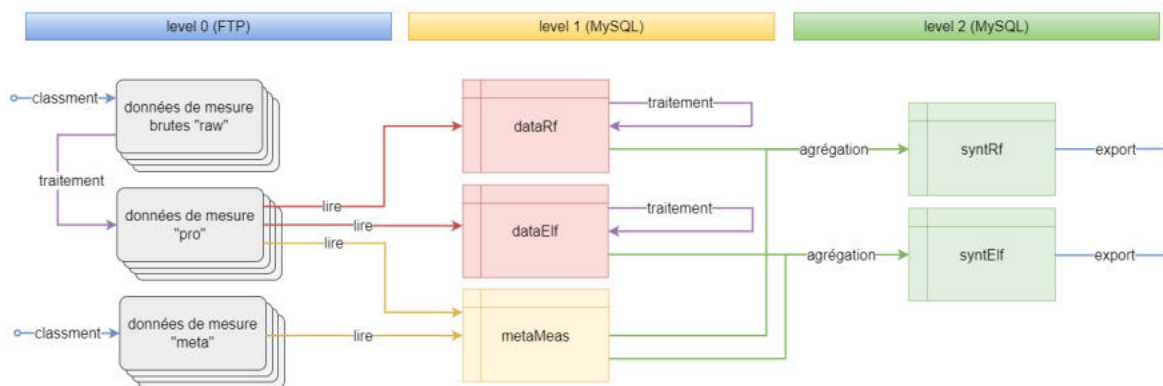 level 0 (FTP)
level 1 (MySQL)
level 2 (MySQL)
classment
données de mesure
brutes "raw"
traitement
données de mesure
"pro"
classment
données de mesure
"meta"
lire
lire
lire
lire
dataRf
traitement
dataElf
traitement
metaMeas
agrégation
agrégation
syntRf
export
syntElf
export